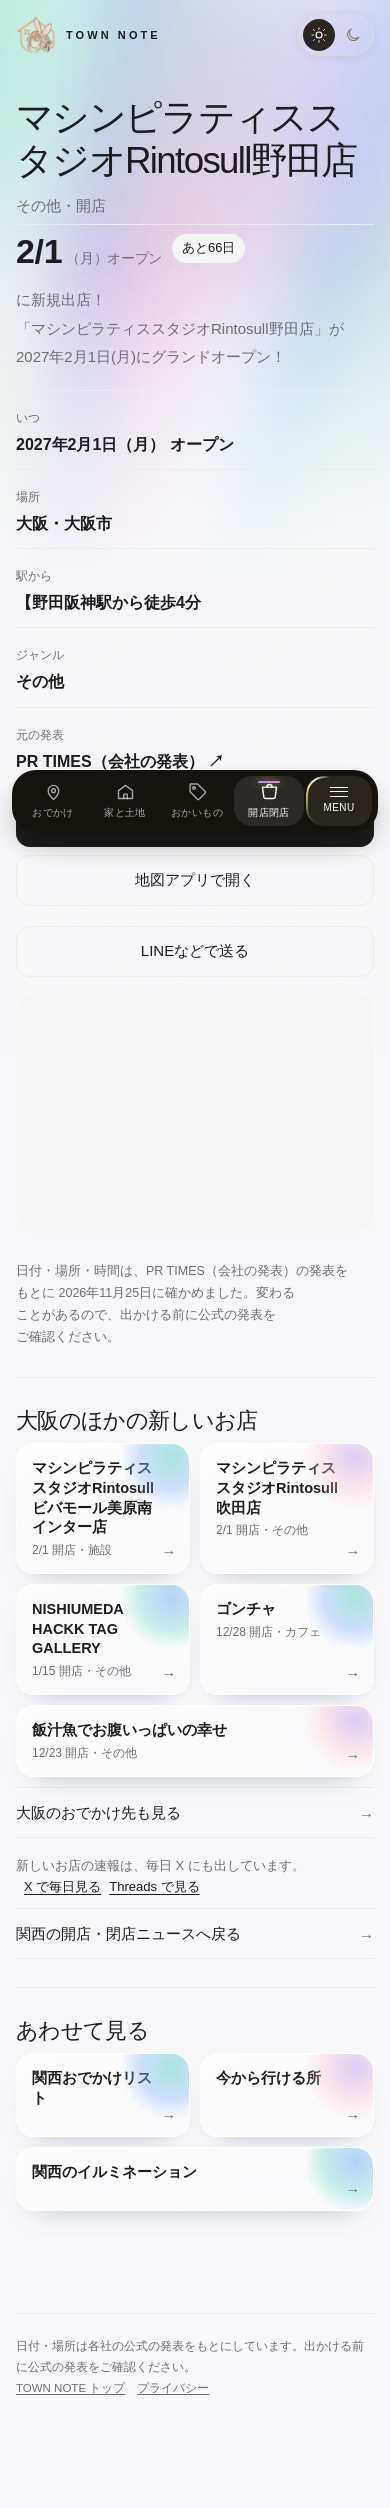 TOWN NOTE
マシンピラティスス
タジオRintosull野田店
その他・開店
2/1（月）オープン あと66日
に新規出店！
「マシンピラティススタジオRintosull野田店」が
2027年2月1日(月)にグランドオープン！
いつ
2027年2月1日（月） オープン
場所
大阪・大阪市
駅から
【野田阪神駅から徒歩4分
ジャンル
その他
元の発表
PR TIMES（会社の発表） ↗
おでかけ 家と土地 おかいもの 開店閉店 MENU
地図アプリで開く
LINEなどで送る
日付・場所・時間は、PR TIMES（会社の発表）の発表を
もとに 2026年11月25日に確かめました。変わる
ことがあるので、出かける前に公式の発表を
ご確認ください。
大阪のほかの新しいお店
マシンピラティス
スタジオRintosull
ビバモール美原南
インター店
2/1 開店・施設 →
マシンピラティス
スタジオRintosull
吹田店
2/1 開店・その他 →
NISHIUMEDA
HACKK TAG
GALLERY
1/15 開店・その他 →
ゴンチャ
12/28 開店・カフェ
→
飯汁魚でお腹いっぱいの幸せ
12/23 開店・その他 →
大阪のおでかけ先も見る →
新しいお店の速報は、毎日 X にも出しています。
X で毎日見る Threads で見る
関西の開店・閉店ニュースへ戻る →
あわせて見る
関西おでかけリス
ト →
今から行ける所
→
関西のイルミネーション
→
日付・場所は各社の公式の発表をもとにしています。出かける前
に公式の発表をご確認ください。
TOWN NOTE トップ プライバシー